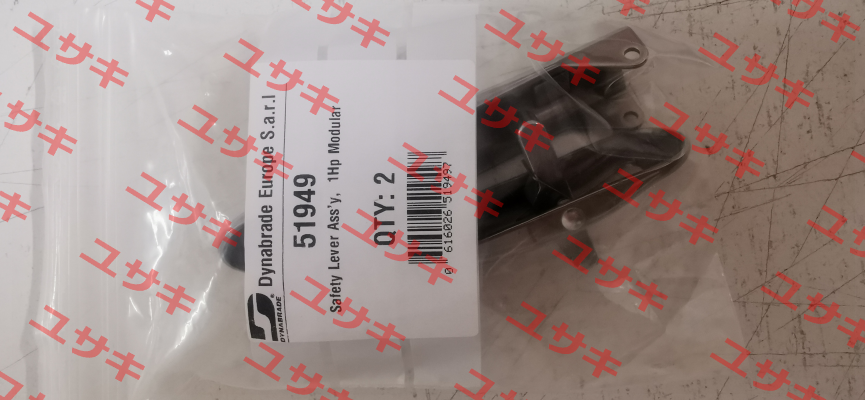 Dynabrade Europe S.a.r.l
51949
Safety Lever Ass'y, 1Hp Modular
QTY: 2
0 616026 519497
DYNABRADE
ユサキ